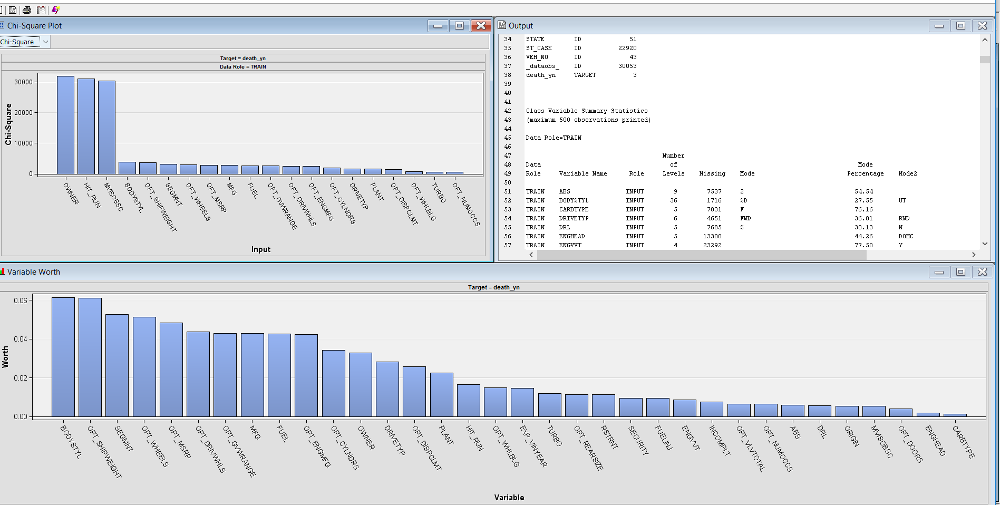 Chi-Square Plot
Chi-Square
Target = death_yn
Data Role = TRAIN
30000
20000
10000
0
Chi-Square
OWNER
HIT_RUN
MVISOBSC
BODYSTYL
OPT_SHIPWEIGHT
SEGMNT
OPT_WHEELS
OPT_MSRP
MFG
FUEL
OPT_GVWRANGE
OPT_DRIVWHLS
OPT_ENGMFG
OPT_CYLNDRS
DRIVETYP
PLANT
OPT_DISPCLMT
OPT_WHLBLG
TURBO
OPT_NUMOCCS
Input
Output
34 STATE ID 51
35 ST_CASE ID 22920
36 VEH_NO ID 43
37 _dataobs_ ID 30053
38 death_yn TARGET 3
39
40
41
42 Class Variable Summary Statistics
43 (maximum 500 observations printed)
44
45 Data Role=TRAIN
46
47 Number
48 Data of Mode
49 Role Variable Name Role Levels Missing Mode Percentage Mode2
50
51 TRAIN ABS INPUT 9 7537 2 54.54
52 TRAIN BODYSTYL INPUT 36 1716 SD 27.55 UT
53 TRAIN CARBTYPE INPUT 5 7031 F 76.16
54 TRAIN DRIVETYP INPUT 6 4651 FWD 36.01 RWD
55 TRAIN DRL INPUT 5 7685 S 30.13 N
56 TRAIN ENGHEAD INPUT 5 13300 44.26 DOHC
57 TRAIN ENGVVT INPUT 4 23292 77.50 Y
Variable Worth
Target = death_yn
0.06
0.04
0.02
0.00
Worth
BODYSTYL
OPT_SHIPWEIGHT
SEGMNT
OPT_WHEELS
OPT_MSRP
OPT_DRIVWHLS
OPT_GVWRANGE
MFG
FUEL
OPT_ENGMFG
OPT_CYLNDRS
OWNER
DRIVETYP
OPT_DISPCLMT
PLANT
HIT_RUN
OPT_WHLBLG
EXP_VINYEAR
TURBO
OPT_REARSIZE
RSTRNT
SECURITY
FUELINJ
ENGVVT
INCOMPLT
OPT_VLVTOTAL
OPT_NUMOCCS
ABS
DRL
ORIGIN
MVISOBSC
OPT_DOORS
ENGHEAD
CARBTYPE
Variable